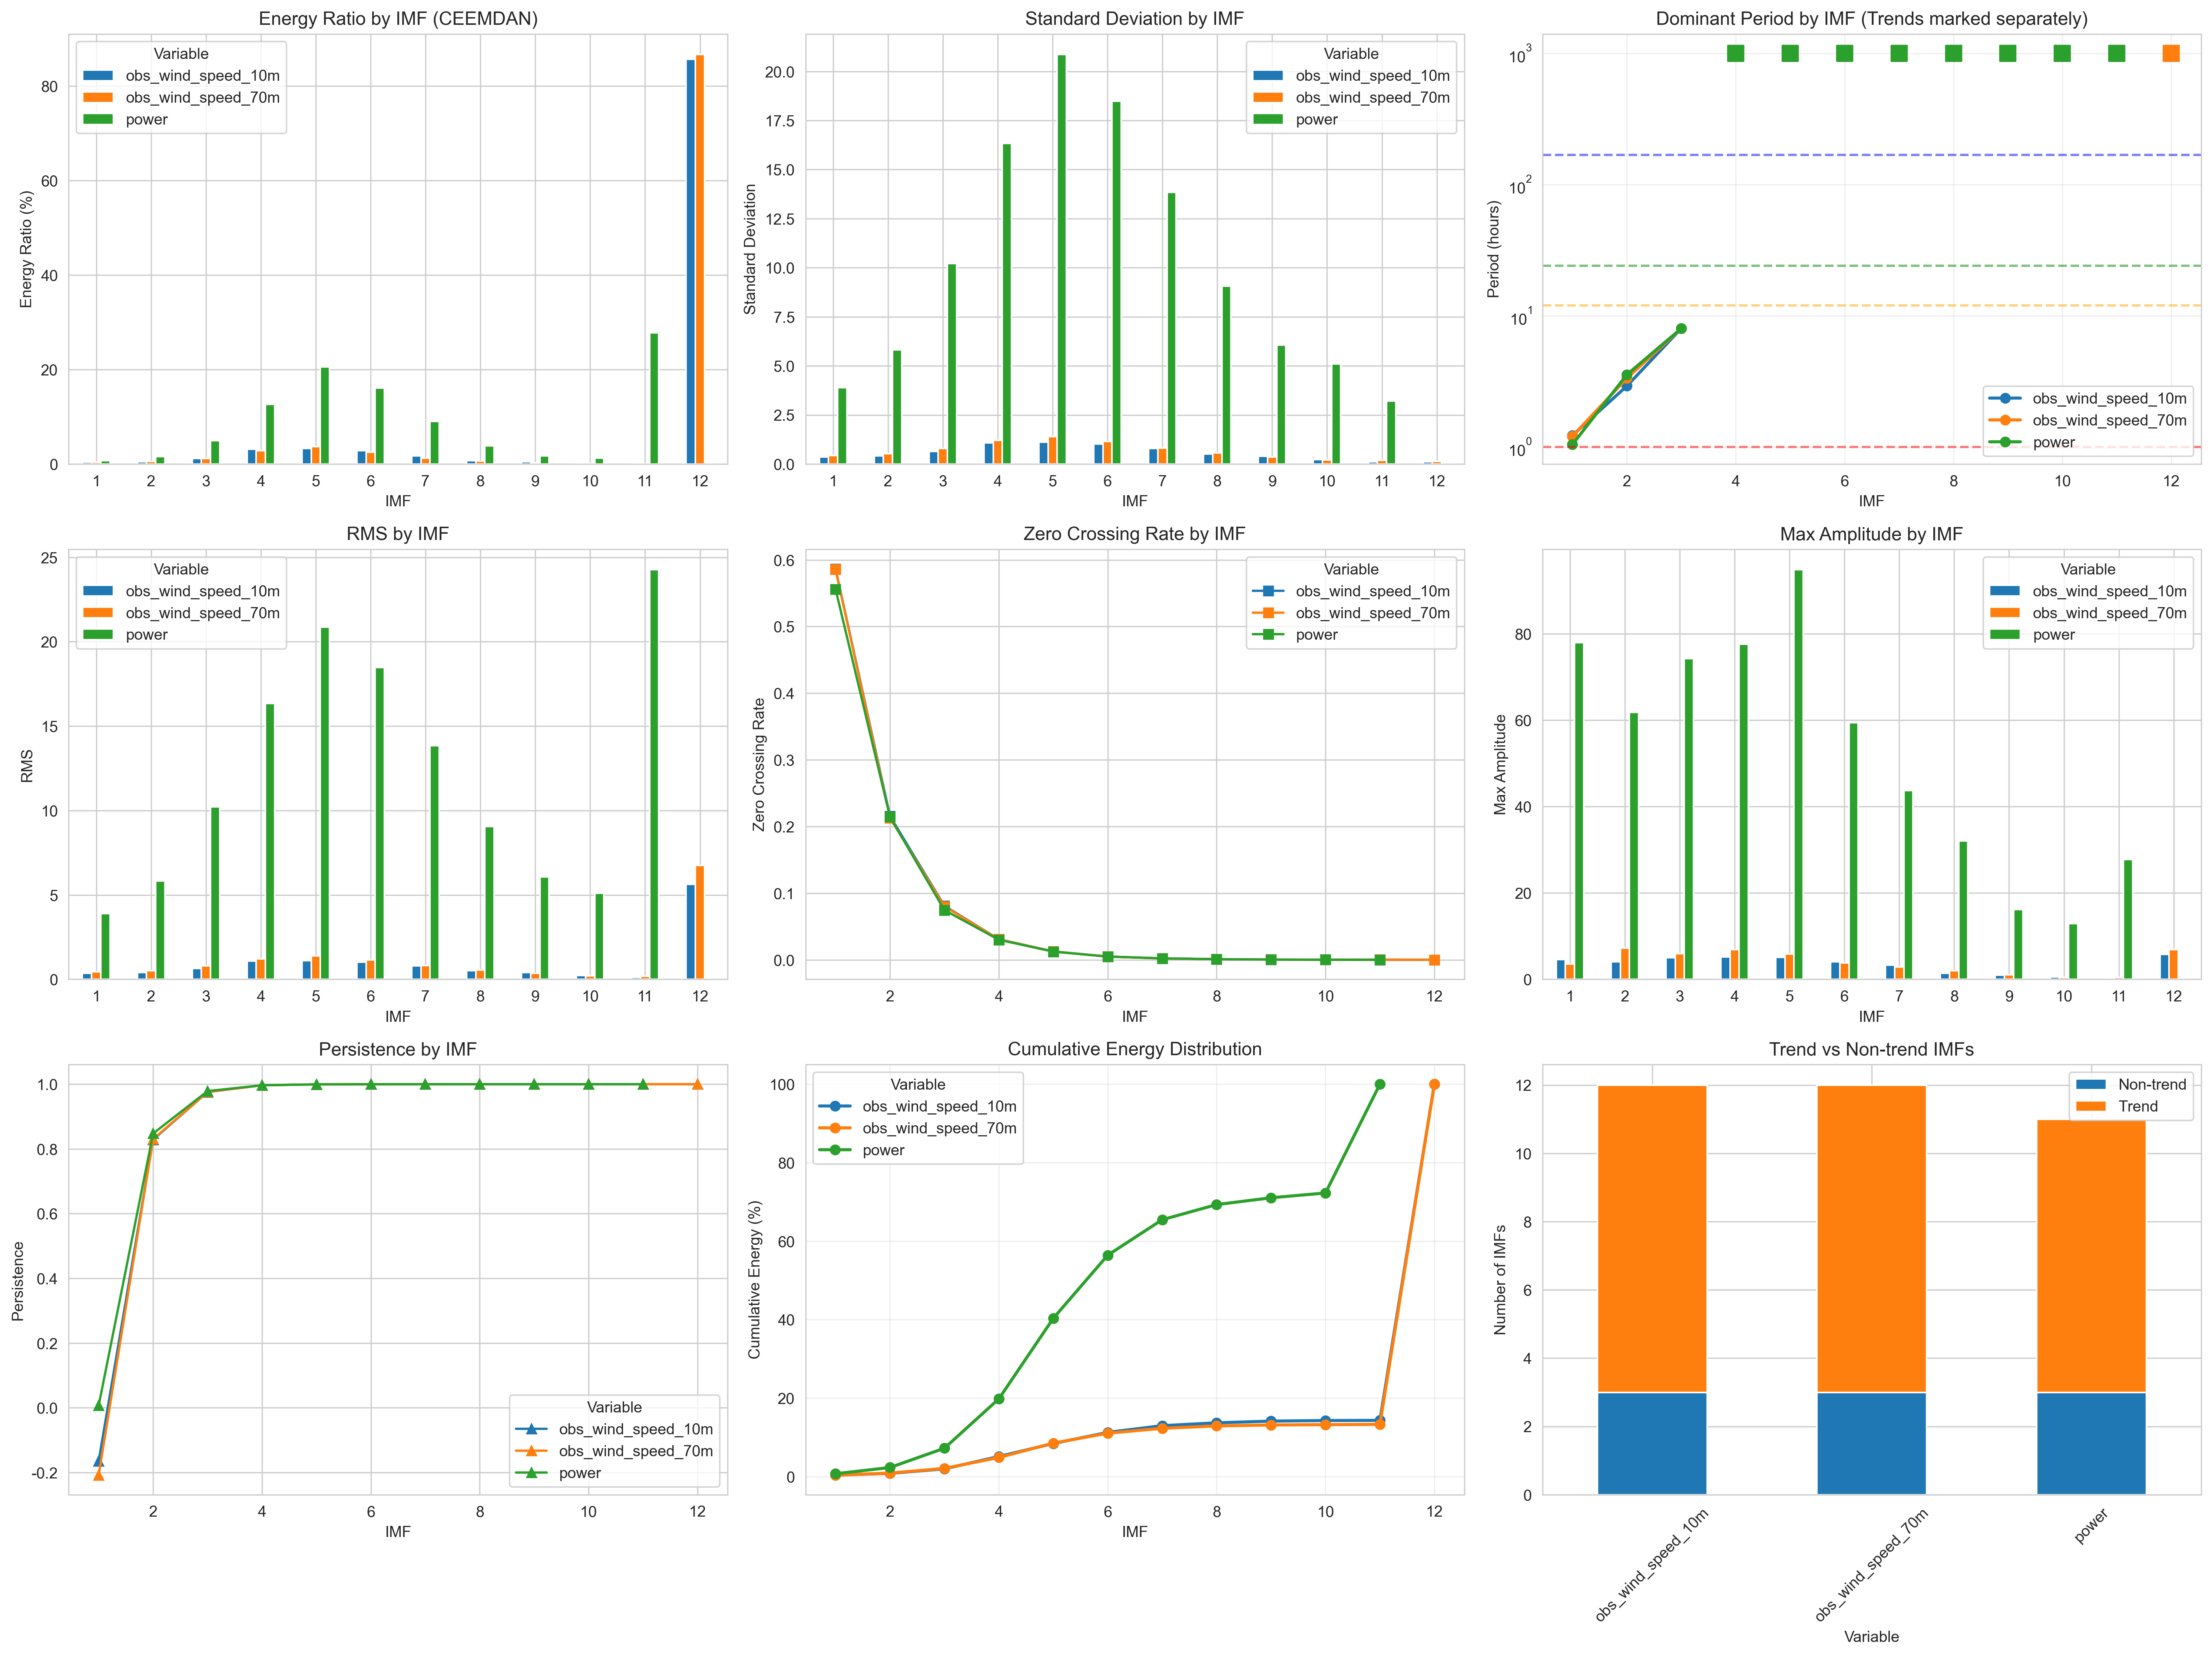 Energy Ratio by IMF (CEEMDAN)
Energy Ratio (%)
80
60
40
20
0
Variable
obs_wind_speed_10m
obs_wind_speed_70m
power
1 2 3 4 5 6 7 8 9 10 11 12
IMF
Standard Deviation by IMF
Standard Deviation
20.0
17.5
15.0
12.5
10.0
7.5
5.0
2.5
0.0
Variable
obs_wind_speed_10m
obs_wind_speed_70m
power
1 2 3 4 5 6 7 8 9 10 11 12
IMF
Dominant Period by IMF (Trends marked separately)
Period (hours)
10^3
10^2
10^1
10^0
obs_wind_speed_10m
obs_wind_speed_70m
power
2 4 6 8 10 12
IMF
RMS by IMF
RMS
25
20
15
10
5
0
Variable
obs_wind_speed_10m
obs_wind_speed_70m
power
1 2 3 4 5 6 7 8 9 10 11 12
IMF
Zero Crossing Rate by IMF
Zero Crossing Rate
0.6
0.5
0.4
0.3
0.2
0.1
0.0
Variable
obs_wind_speed_10m
obs_wind_speed_70m
power
2 4 6 8 10 12
IMF
Max Amplitude by IMF
Max Amplitude
80
60
40
20
0
Variable
obs_wind_speed_10m
obs_wind_speed_70m
power
1 2 3 4 5 6 7 8 9 10 11 12
IMF
Persistence by IMF
Persistence
1.0
0.8
0.6
0.4
0.2
0.0
-0.2
Variable
obs_wind_speed_10m
obs_wind_speed_70m
power
2 4 6 8 10 12
IMF
Cumulative Energy Distribution
Cumulative Energy (%)
100
80
60
40
20
0
Variable
obs_wind_speed_10m
obs_wind_speed_70m
power
2 4 6 8 10 12
IMF
Trend vs Non-trend IMFs
Number of IMFs
12
10
8
6
4
2
0
Non-trend
Trend
obs_wind_speed_10m
obs_wind_speed_70m
power
Variable